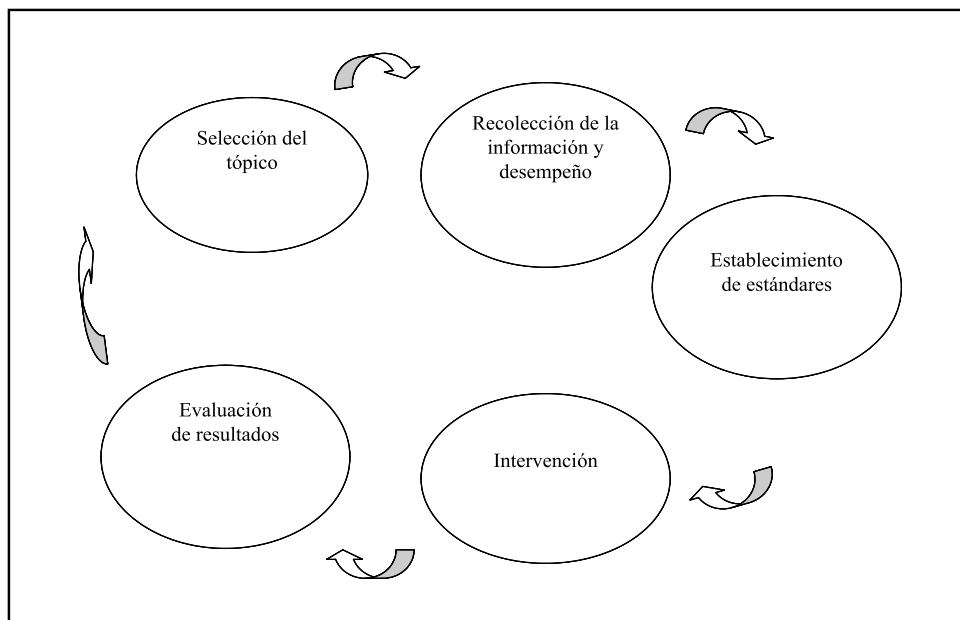 Selección del
tópico
Recolección de la
información y
desempeño
Establecimiento
de estándares
Intervención
Evaluación
de resultados